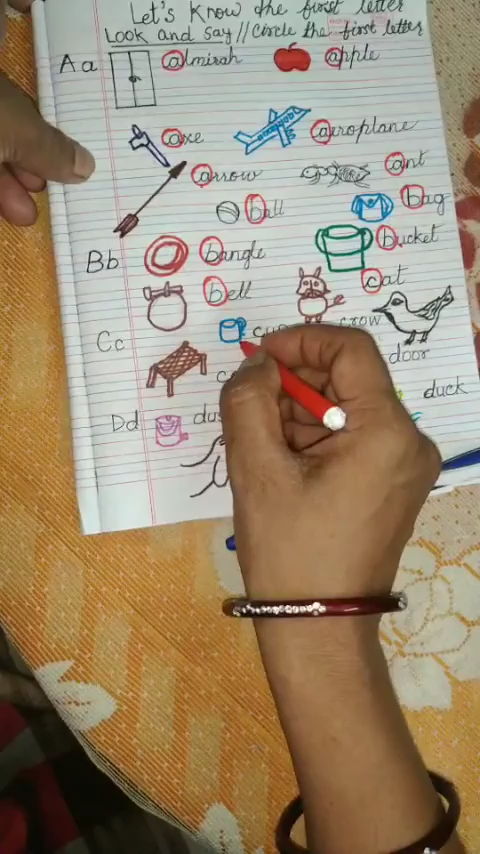 Let's Know the first letter
Look and say // Circle the first letter
Aa almirah apple
axe aeroplane
arrow ant
ball bag
Bb bangle bucket
bell cat
Cc cup crow
door
duck
Dd